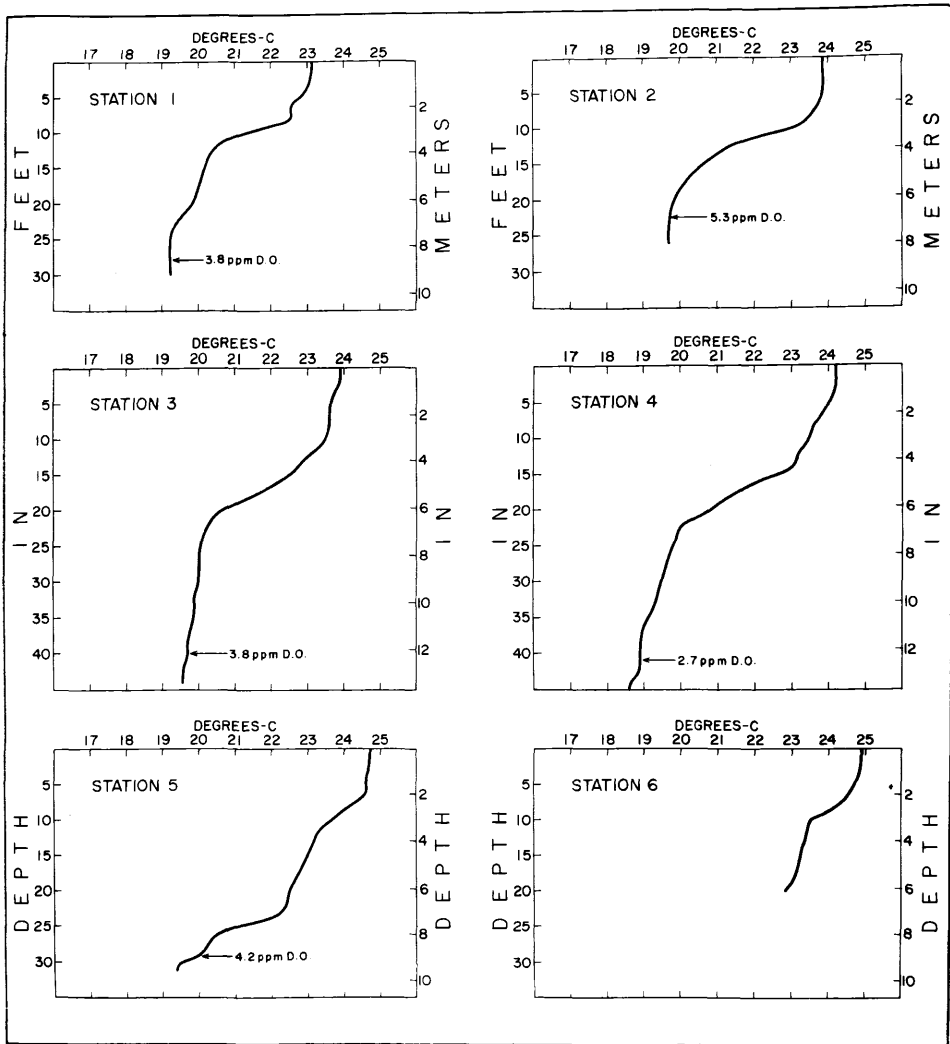 DEGREES-C
17 18 19 20 21 22 23 24 25
STATION 1
5
10
15
20
25
30
2
4
6
8
10
3.8 ppm D.O.
DEGREES-C
17 18 19 20 21 22 23 24 25
STATION 2
5
10
15
20
25
30
2
4
6
8
10
5.3 ppm D.O.
DEGREES-C
17 18 19 20 21 22 23 24 25
STATION 3
5
10
15
20
25
30
35
40
2
4
6
8
10
12
3.8 ppm D.O.
DEGREES-C
17 18 19 20 21 22 23 24 25
STATION 4
5
10
15
20
25
30
35
40
2
4
6
8
10
12
2.7 ppm D.O.
DEGREES-C
17 18 19 20 21 22 23 24 25
STATION 5
5
10
15
20
25
30
2
4
6
8
10
4.2 ppm D.O.
DEGREES-C
17 18 19 20 21 22 23 24 25
STATION 6
5
10
15
20
25
30
2
4
6
8
10
DEPTH IN FEET
DEPTH IN METERS
DEPTH IN FEET
DEPTH IN METERS